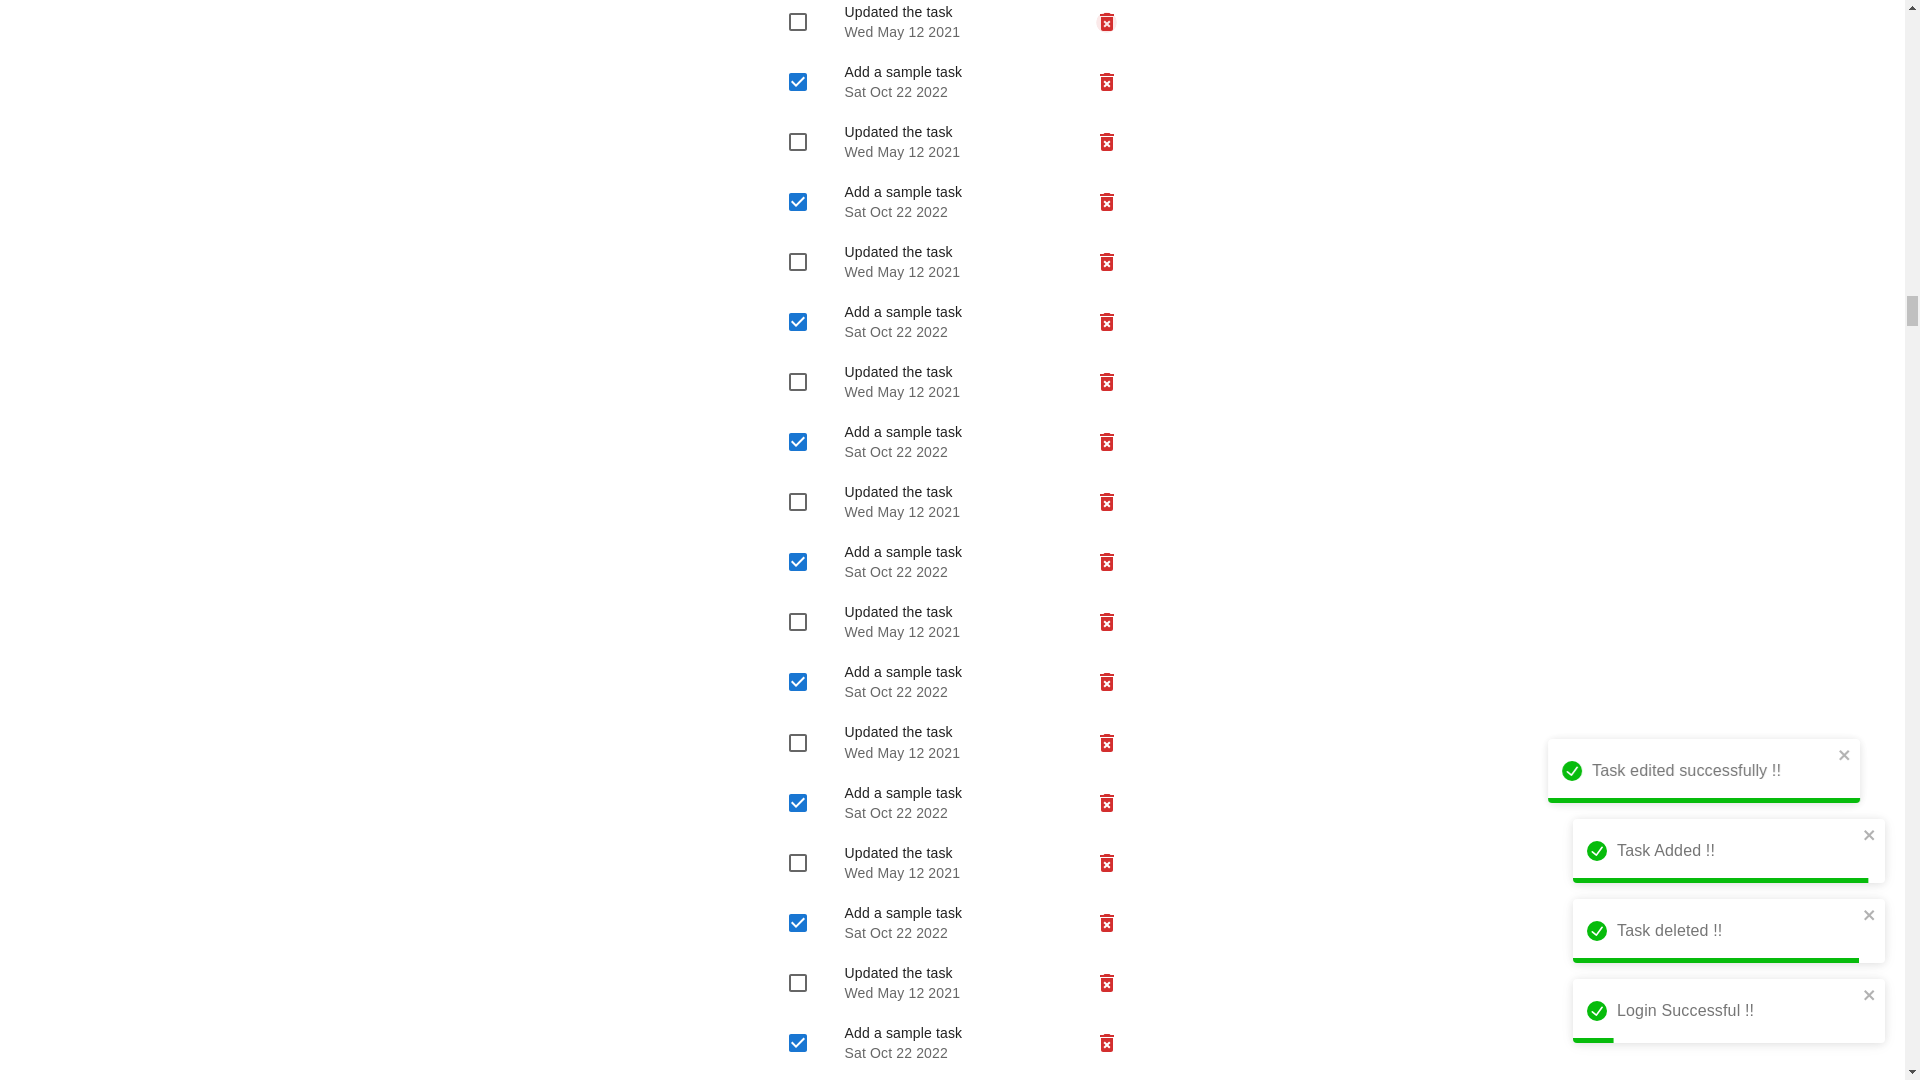 Updated the task
Wed May 12 2021
Add a sample task
Sat Oct 22 2022
Updated the task
Wed May 12 2021
Add a sample task
Sat Oct 22 2022
Updated the task
Wed May 12 2021
Add a sample task
Sat Oct 22 2022
Updated the task
Wed May 12 2021
Add a sample task
Sat Oct 22 2022
Updated the task
Wed May 12 2021
Add a sample task
Sat Oct 22 2022
Updated the task
Wed May 12 2021
Add a sample task
Sat Oct 22 2022
Updated the task
Wed May 12 2021
Add a sample task
Sat Oct 22 2022
Updated the task
Wed May 12 2021
Add a sample task
Sat Oct 22 2022
Updated the task
Wed May 12 2021
Add a sample task
Sat Oct 22 2022
Task edited successfully !!
Task Added !!
Task deleted !!
Login Successful !!